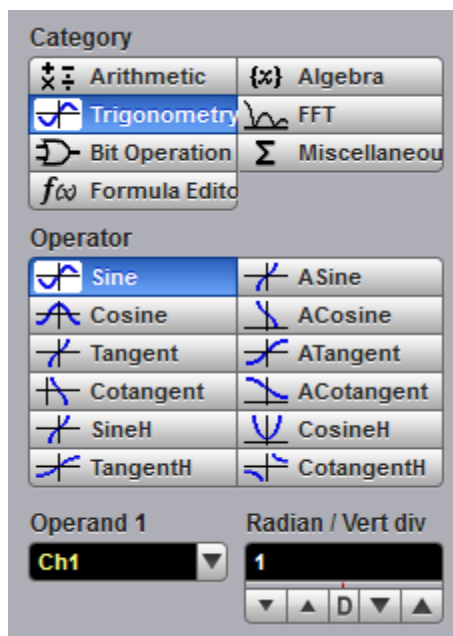 Category
Arithmetic {x} Algebra
Trigonometry FFT
Bit Operation Σ Miscellaneou
f(x) Formula Edito
Operator
Sine ASine
Cosine ACosine
Tangent ATangent
Cotangent ACotangent
SineH CosineH
TangentH CotangentH
Operand 1 Radian / Vert div
Ch1 1
D